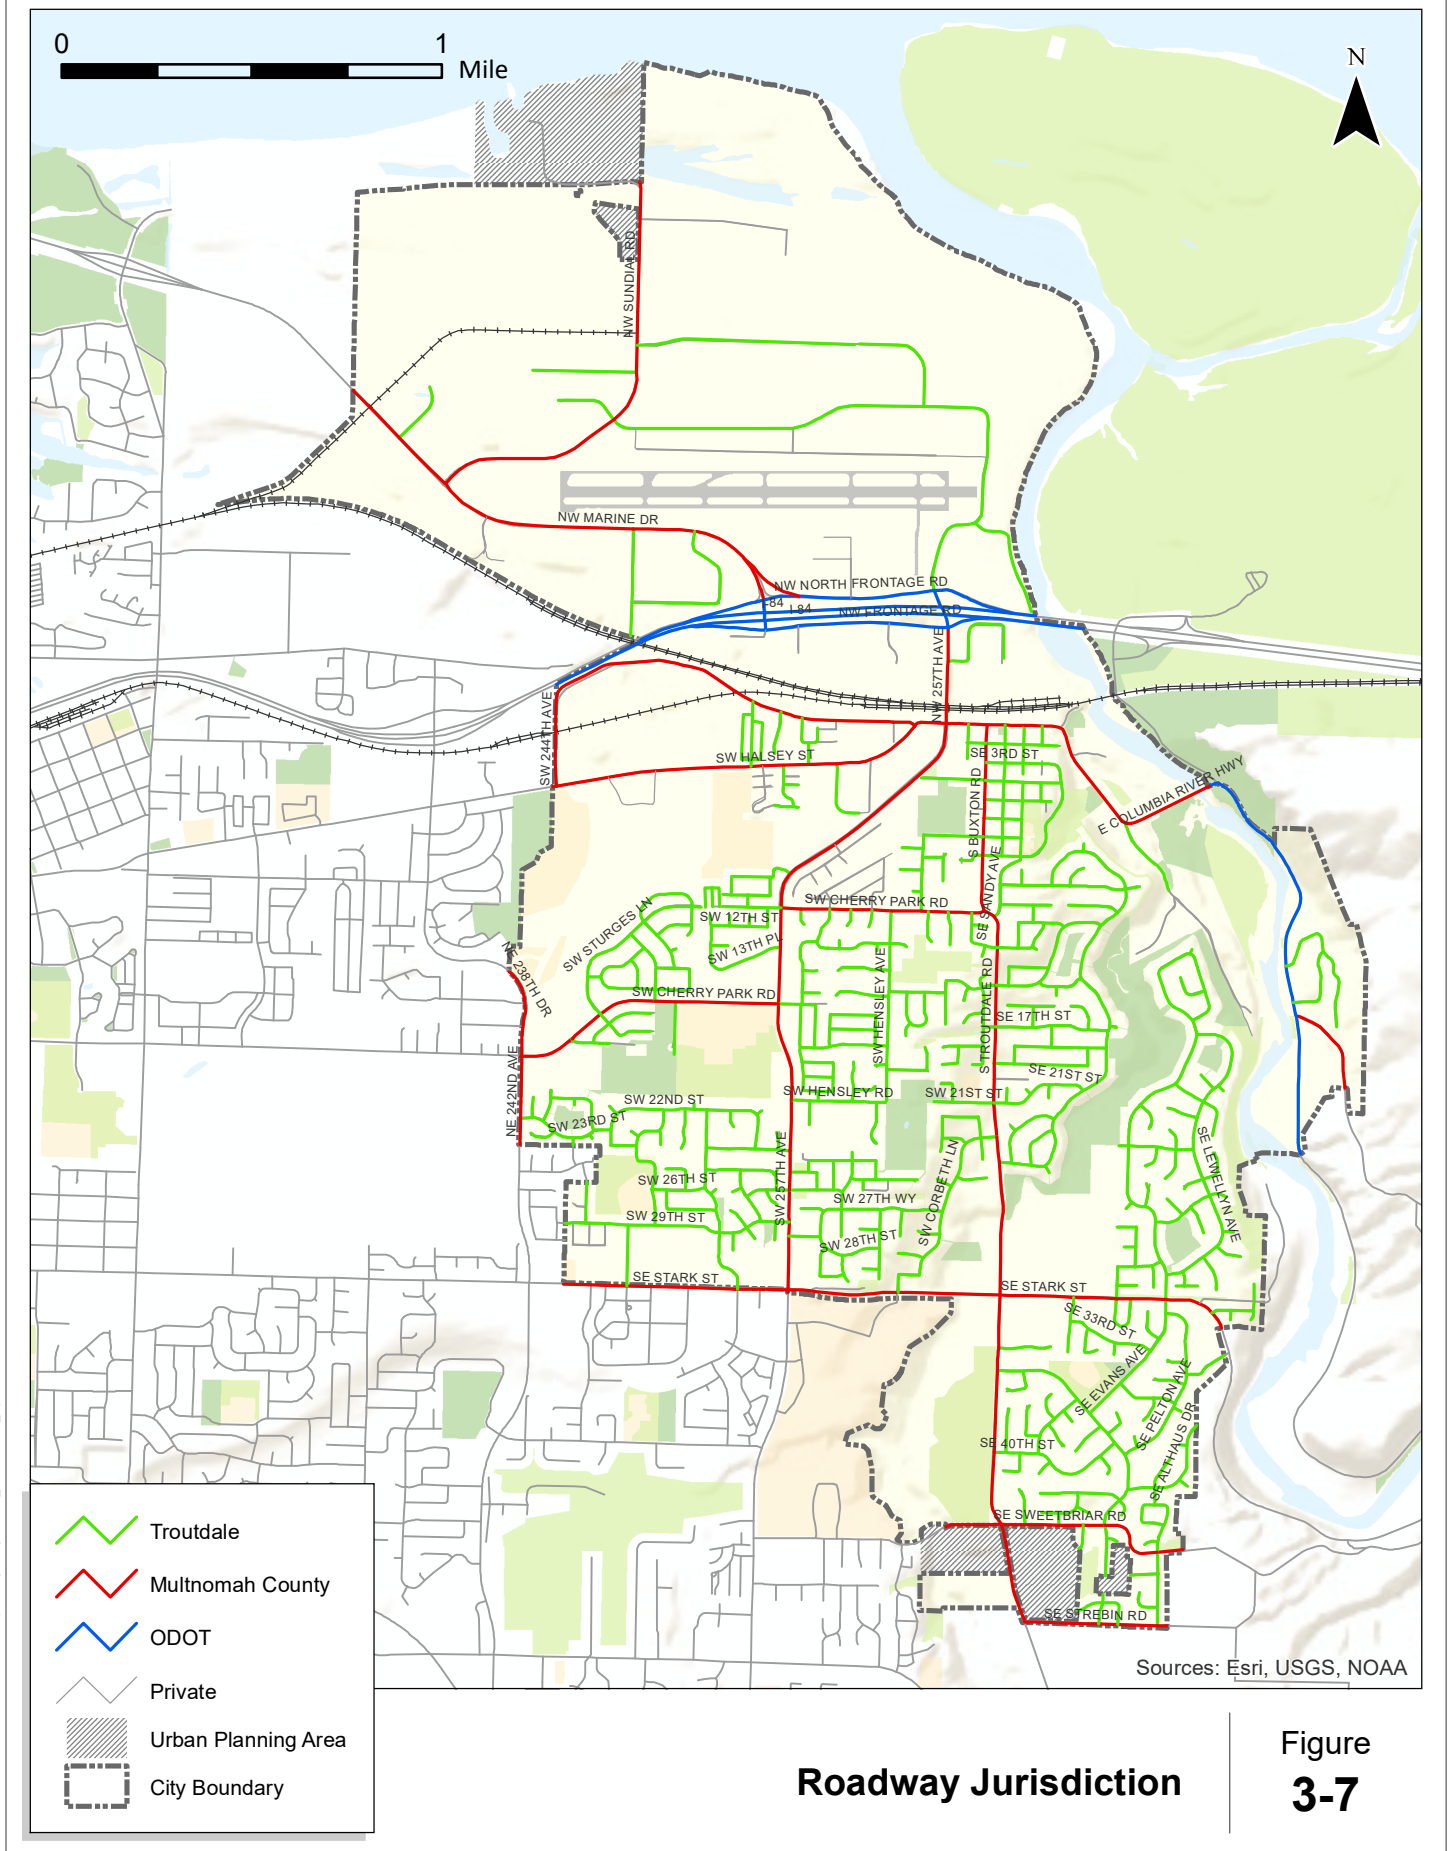 0 1
Mile
N
NW SUNDIAL RD
NW MARINE DR
NW NORTH FRONTAGE RD
I-84
I-84
NW FRONTAGE RD
NW 257TH AVE
SW 244TH AVE
SW HALSEY ST
SE 3RD ST
S BUXTON RD
E COLUMBIA RIVER HWY
SE SANDY AVE
SW CHERRY PARK RD
SW STURGES LN
SW 12TH ST
SW 13TH PL
NE 238TH DR
SW CHERRY PARK RD
SW HENSLEY AVE
S TROUTDALE RD
SE 17TH ST
SE 21ST ST
NE 242ND AVE
SW HENSLEY RD
SW 21ST ST
SW 22ND ST
SW 23RD ST
SW 257TH AVE
SW CORBETH LN
SE LEWELLYN AVE
SW 26TH ST
SW 27TH WY
SW 29TH ST
SW 28TH ST
SE STARK ST
SE STARK ST
SE 33RD ST
SE EVANS AVE
SE PELTON AVE
SE ALTHAUS DR
SE 40TH ST
SE SWEETBRIAR RD
SE STREBIN RD
Sources: Esri, USGS, NOAA
Troutdale
Multnomah County
ODOT
Private
Urban Planning Area
City Boundary
Roadway Jurisdiction
Figure
3-7